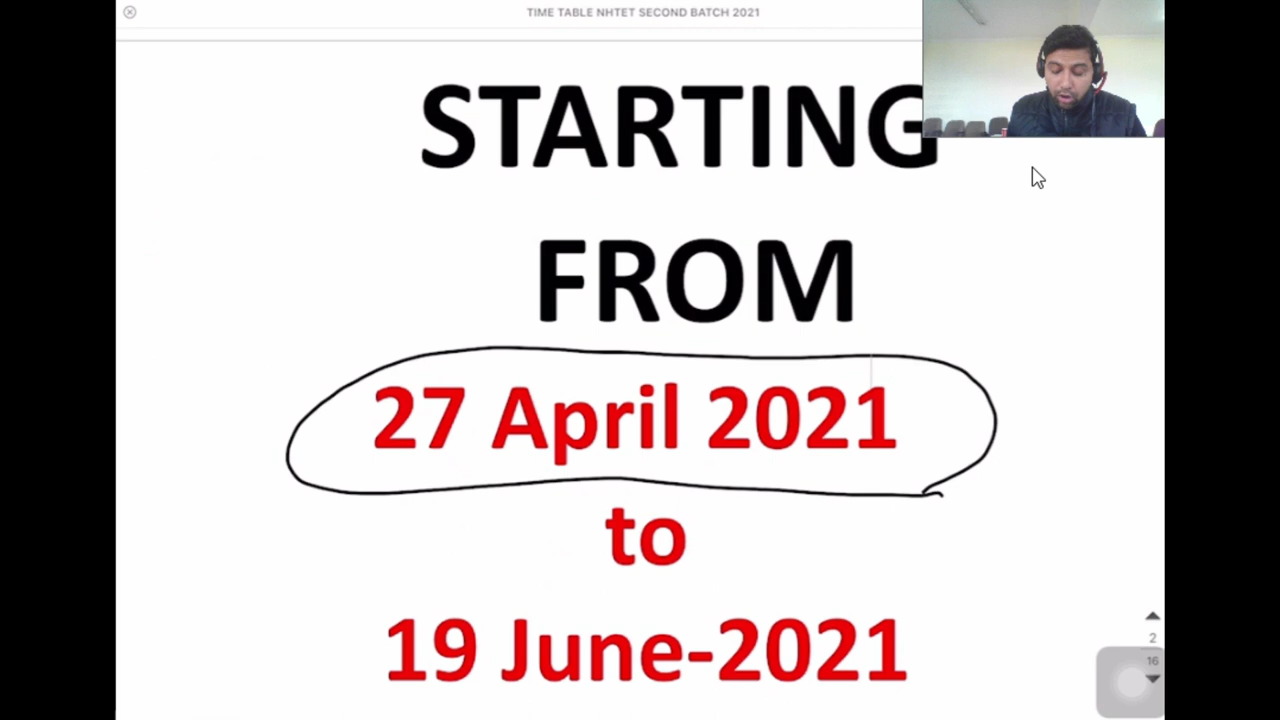 TIME TABLE NHTET SECOND BATCH 2021
STARTING
FROM
27 April 2021
to
19 June-2021
2
16